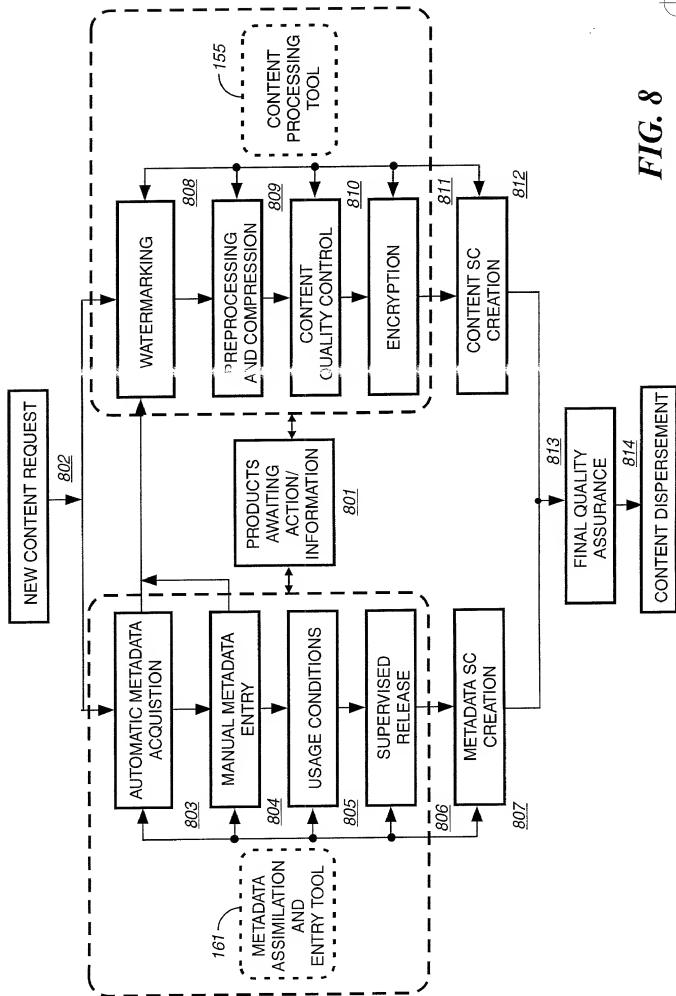 NEW CONTENT REQUEST
802
AUTOMATIC METADATA
ACQUISTION
803
MANUAL METADATA
ENTRY
804
USAGE CONDITIONS
805
SUPERVISED
RELEASE
806
METADATA SC
CREATION
807
161
METADATA
ASSIMILATION
AND
ENTRY TOOL
PRODUCTS
AWAITING
ACTION/
INFORMATION
801
WATERMARKING
808
PREPROCESSING
AND COMPRESSION
809
CONTENT
QUALITY CONTROL
810
ENCRYPTION
811
CONTENT SC
CREATION
812
155
CONTENT
PROCESSING
TOOL
813
FINAL QUALITY
ASSURANCE
814
CONTENT DISPERSEMENT
FIG. 8